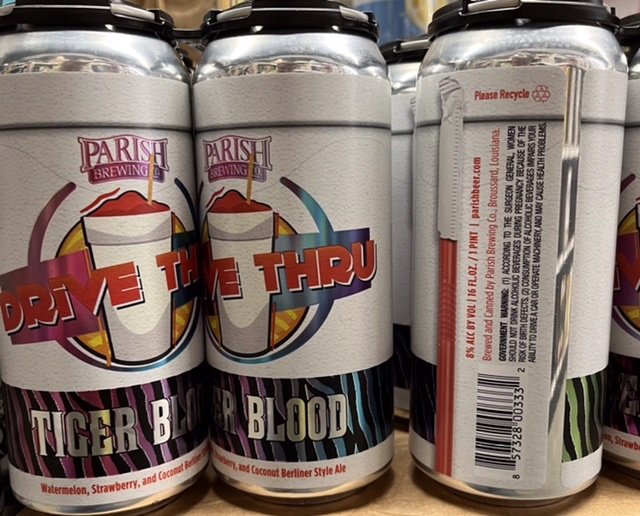 PARISH
BREWING CO.
DRIVE TH
TIGER BLO
Watermelon, Strawberry, and Coconut Berliner
PARISH
BREWING CO.
VE THRU
ER BLOOD
and Coconut Berliner Style Ale
Please Recycle
8% ALC BY VOL | 16 FL.OZ. / 1 PINT | parishbeer.com
Brewed and Canned by Parish Brewing Co., Broussard, Louisiana.
GOVERNMENT WARNING: (1) ACCORDING TO THE SURGEON GENERAL, WOMEN
SHOULD NOT DRINK ALCOHOLIC BEVERAGES DURING PREGNANCY BECAUSE OF THE
RISK OF BIRTH DEFECTS. (2) CONSUMPTION OF ALCOHOLIC BEVERAGES IMPAIRS YOUR
ABILITY TO DRIVE A CAR OR OPERATE MACHINERY, AND MAY CAUSE HEALTH PROBLEMS.
8 57328 00333 2